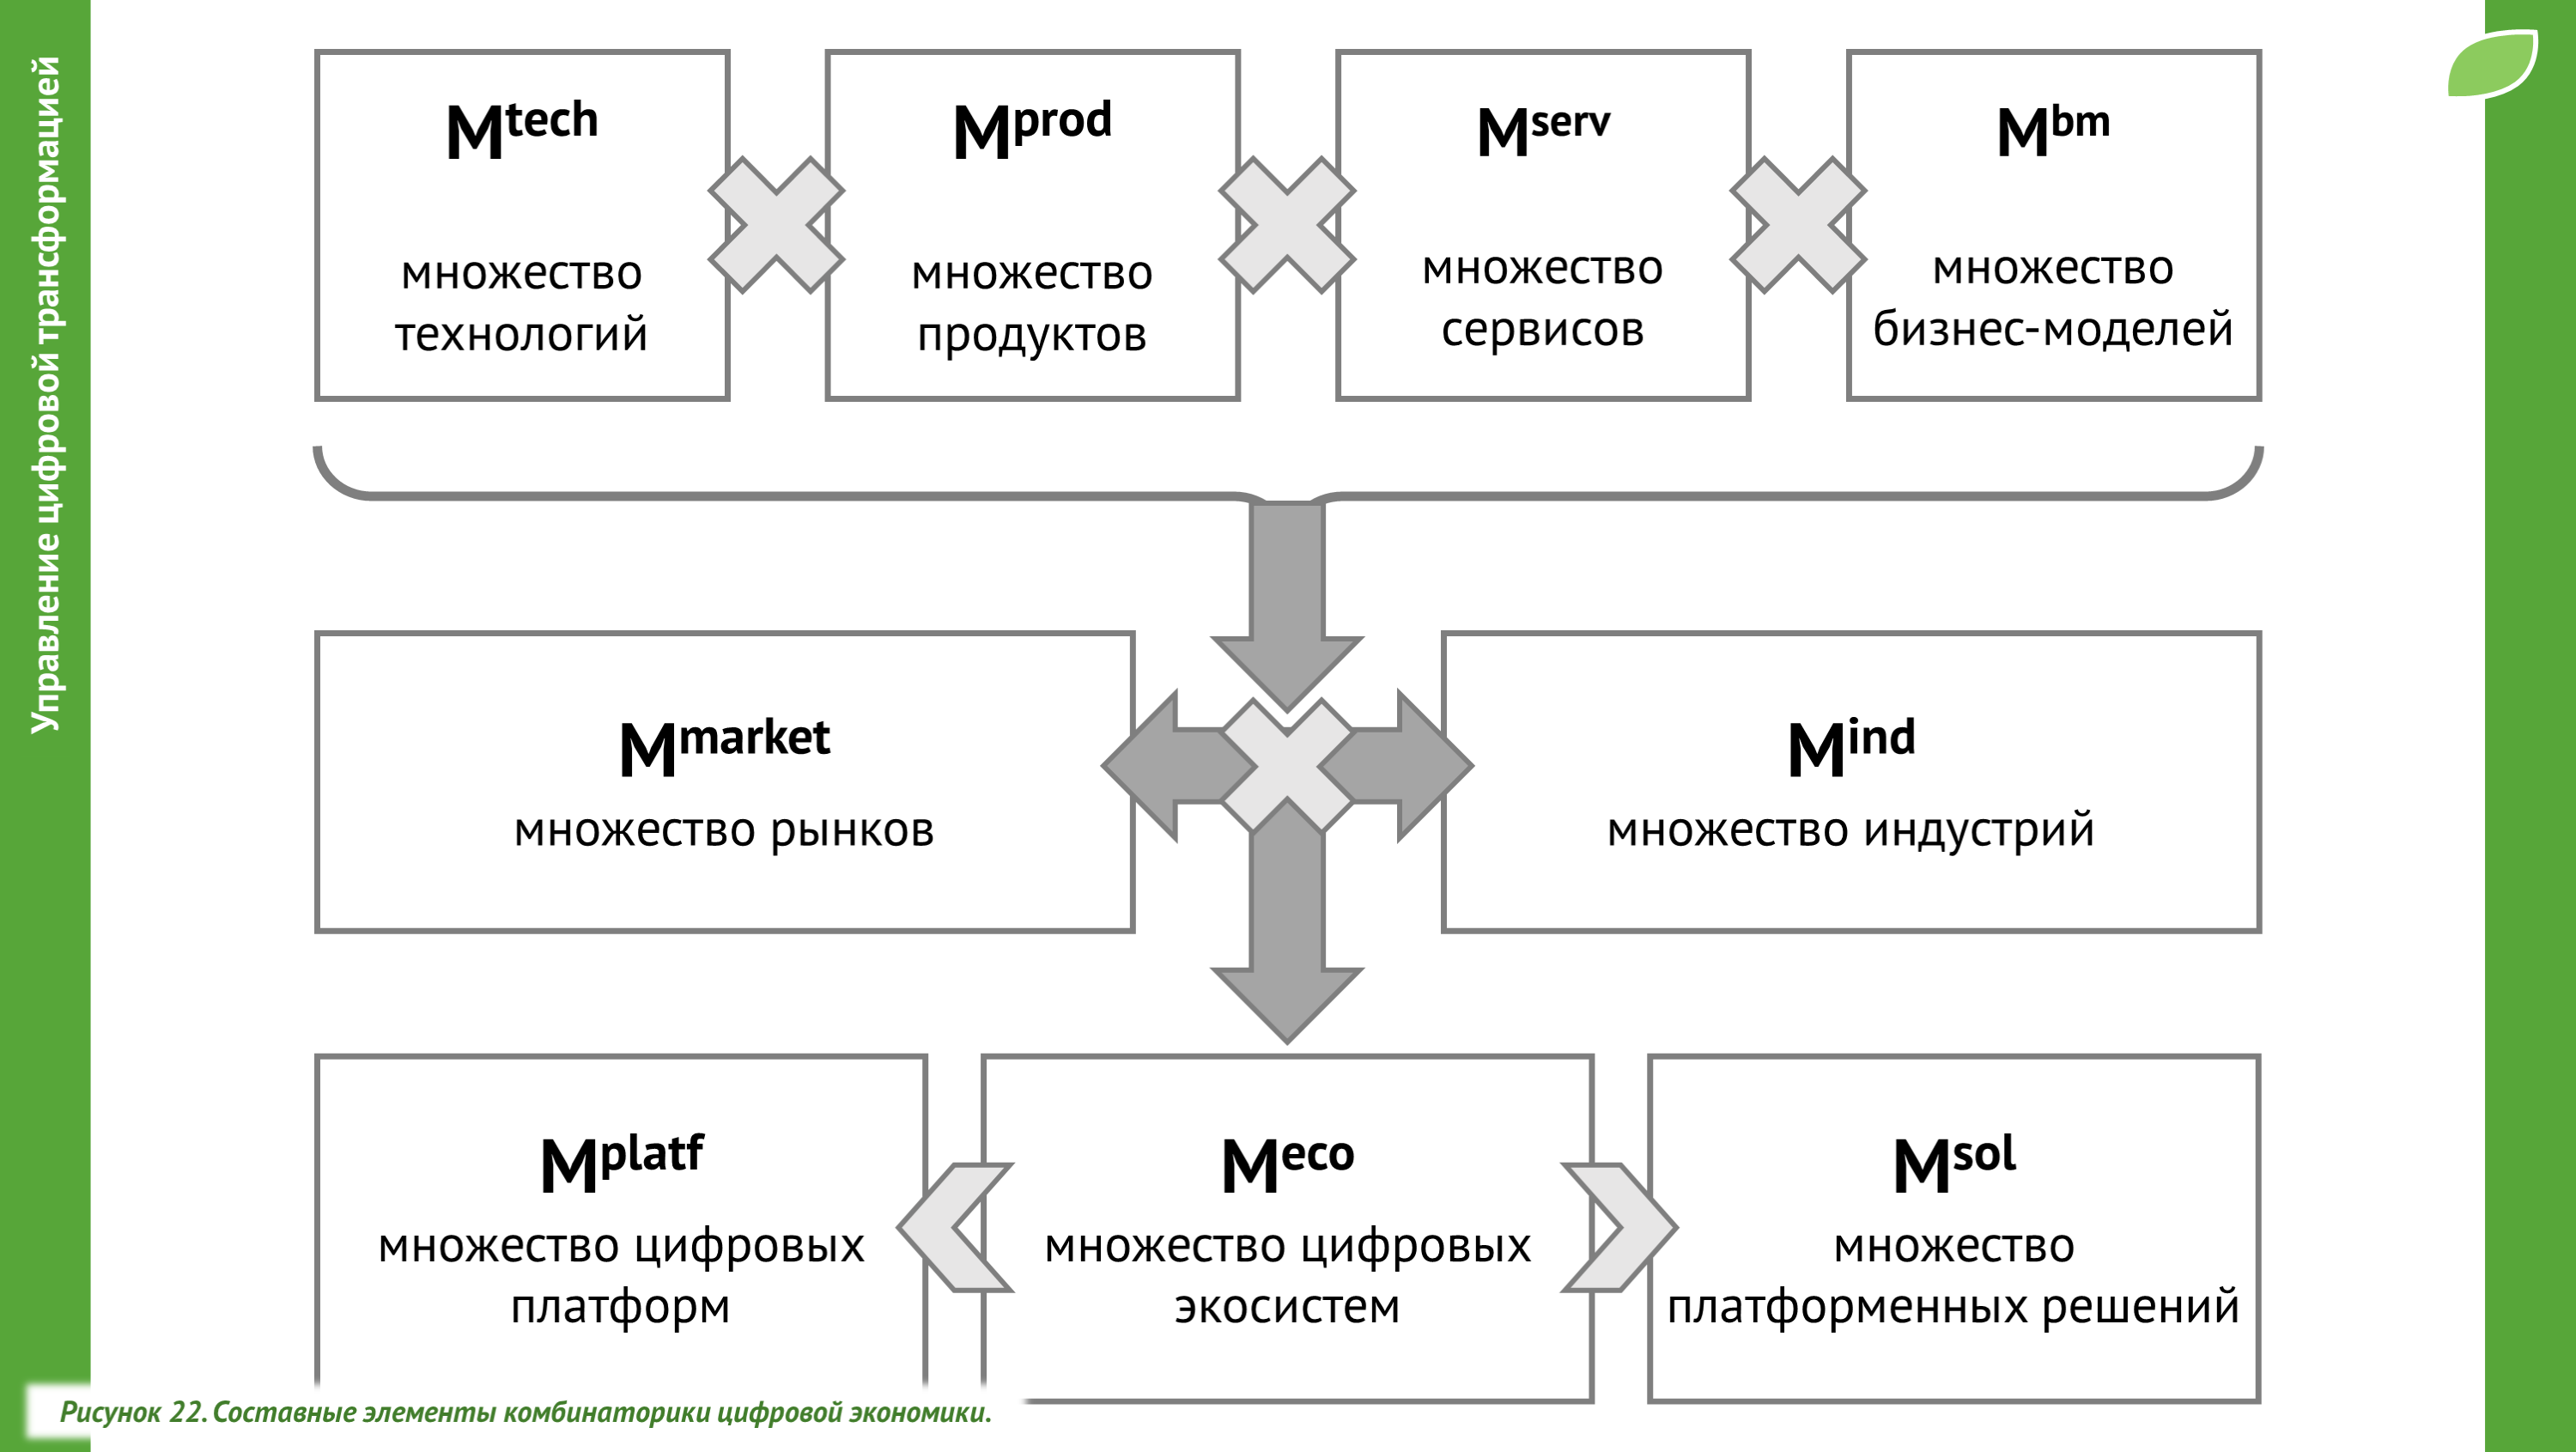 Управление цифровой трансформацией
Mtech
множество
технологий
Mprod
множество
продуктов
Mserv
множество
сервисов
Mbm
множество
бизнес-моделей
Mmarket
множество рынков
Mind
множество индустрий
Mplatf
множество цифровых
платформ
Meco
множество цифровых
экосистем
Msol
множество
платформенных решений
Рисунок 22. Составные элементы комбинаторики цифровой экономики.